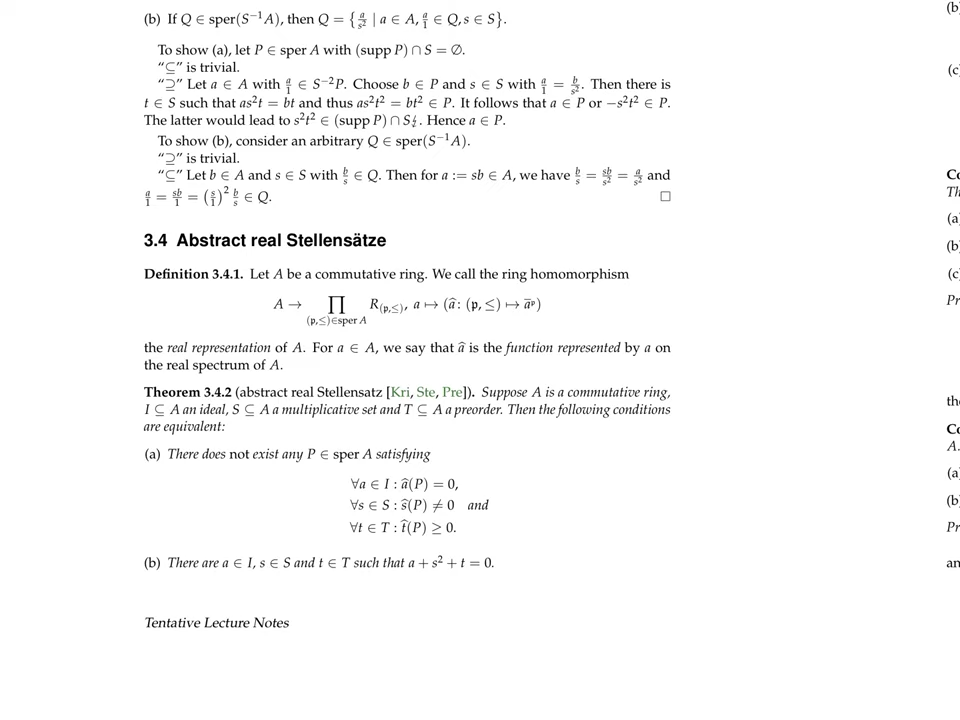 (b) If Q ∈ sper(S⁻¹A), then Q = { a/s² | a ∈ A, a/1 ∈ Q, s ∈ S }.
To show (a), let P ∈ sper A with (supp P) ∩ S = ∅.
“⊆” is trivial.
“⊇” Let a ∈ A with a/1 ∈ S⁻²P. Choose b ∈ P and s ∈ S with a/1 = b/s². Then there is
t ∈ S such that as²t = bt and thus as²t² = bt² ∈ P. It follows that a ∈ P or −s²t² ∈ P.
The latter would lead to s²t² ∈ (supp P) ∩ S↯. Hence a ∈ P.
To show (b), consider an arbitrary Q ∈ sper(S⁻¹A).
“⊇” is trivial.
“⊆” Let b ∈ A and s ∈ S with b/s ∈ Q. Then for a := sb ∈ A, we have b/s = sb/s² = a/s² and
a/1 = sb/1 = (s/1)² b/s ∈ Q. □
3.4 Abstract real Stellensätze
Definition 3.4.1. Let A be a commutative ring. We call the ring homomorphism
A → ∏_{(𝔭,≤)∈sper A} R_{(𝔭,≤)}, a ↦ (â: (𝔭, ≤) ↦ a̅^𝔭)
the real representation of A. For a ∈ A, we say that â is the function represented by a on
the real spectrum of A.
Theorem 3.4.2 (abstract real Stellensatz [Kri, Ste, Pre]). Suppose A is a commutative ring,
I ⊆ A an ideal, S ⊆ A a multiplicative set and T ⊆ A a preorder. Then the following conditions
are equivalent:
(a) There does not exist any P ∈ sper A satisfying
∀a ∈ I : â(P) = 0,
∀s ∈ S : ŝ(P) ≠ 0 and
∀t ∈ T : t̂(P) ≥ 0.
(b) There are a ∈ I, s ∈ S and t ∈ T such that a + s² + t = 0.
Tentative Lecture Notes
(b)
(c)
Co
Th
(a)
(b)
(c)
Pr
the
Co
A.
(a)
(b)
Pr
an